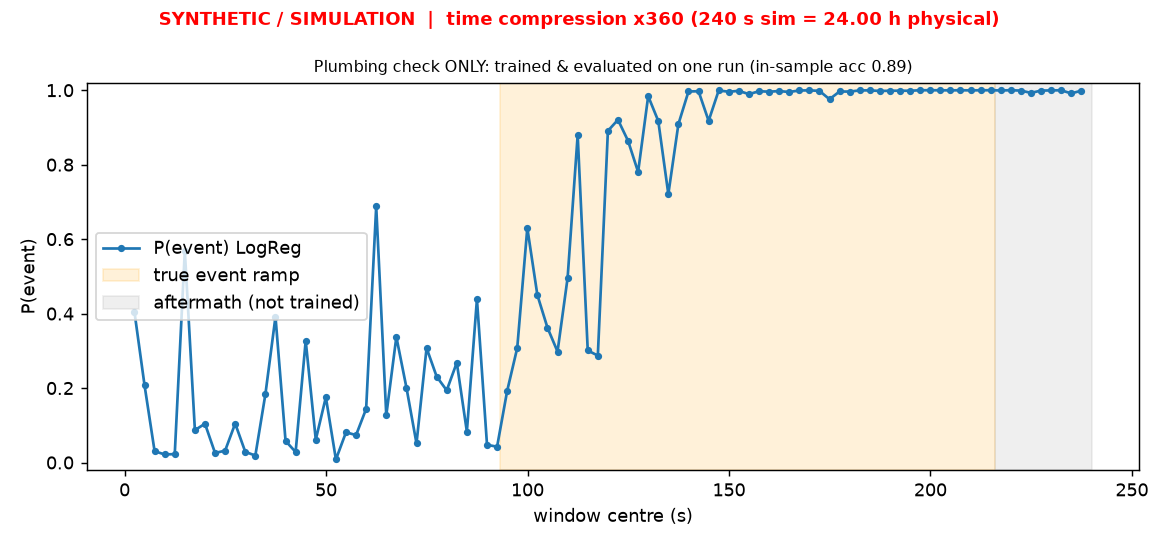 SYNTHETIC / SIMULATION | time compression x360 (240 s sim = 24.00 h physical)
Plumbing check ONLY: trained & evaluated on one run (in-sample acc 0.89)
1.0
0.8
0.6
0.4
0.2
0.0
P(event)
P(event) LogReg
true event ramp
aftermath (not trained)
0
50
100
150
200
250
window centre (s)